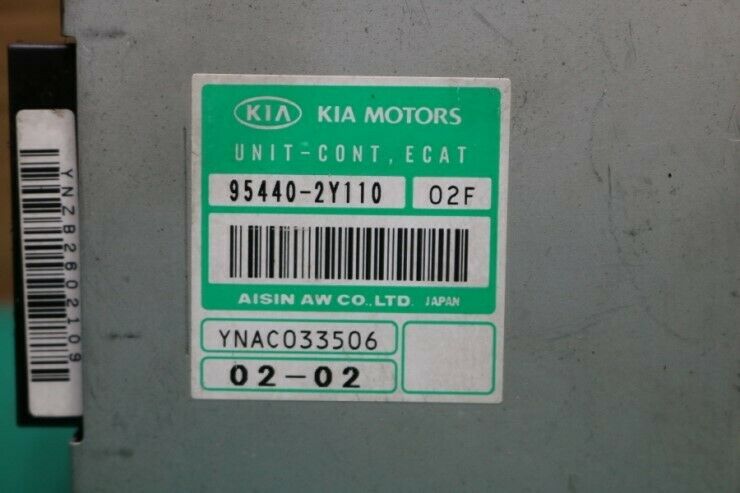 KIA KIA MOTORS
UNIT-CONT, ECAT
95440-2Y110 02F
AISIN AW CO.,LTD. JAPAN
YNAC033506
02-02
YNZB2602109